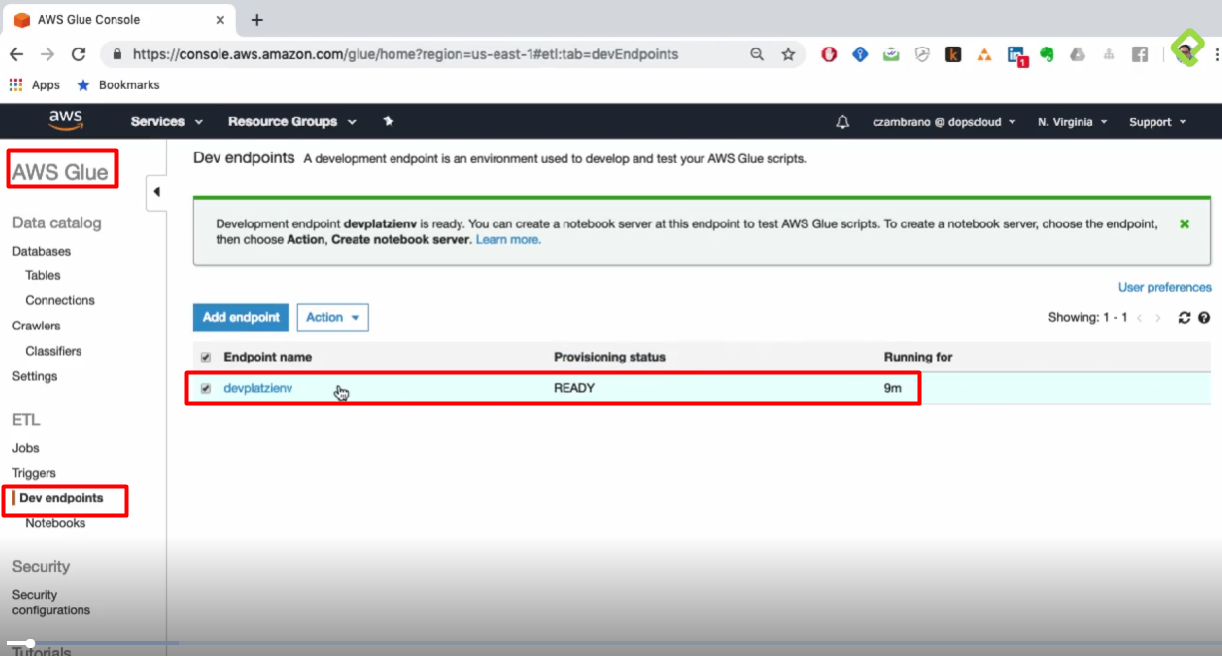 AWS Glue Console
https://console.aws.amazon.com/glue/home?region=us-east-1#etl:tab=devEndpoints
Apps
Bookmarks
aws
Services
Resource Groups
czambrano @ dopscloud
N. Virginia
Support
AWS Glue
Data catalog
Databases
Tables
Connections
Crawlers
Classifiers
Settings
ETL
Jobs
Triggers
Dev endpoints
Notebooks
Security
Security
configurations
Tutorials
Dev endpoints A development endpoint is an environment used to develop and test your AWS Glue scripts.
Development endpoint devplatzienv is ready. You can create a notebook server at this endpoint to test AWS Glue scripts. To create a notebook server, choose the endpoint,
then choose Action, Create notebook server. Learn more.
User preferences
Add endpoint
Action
Showing: 1 - 1
Endpoint name Provisioning status Running for
devplatzienv READY 9m